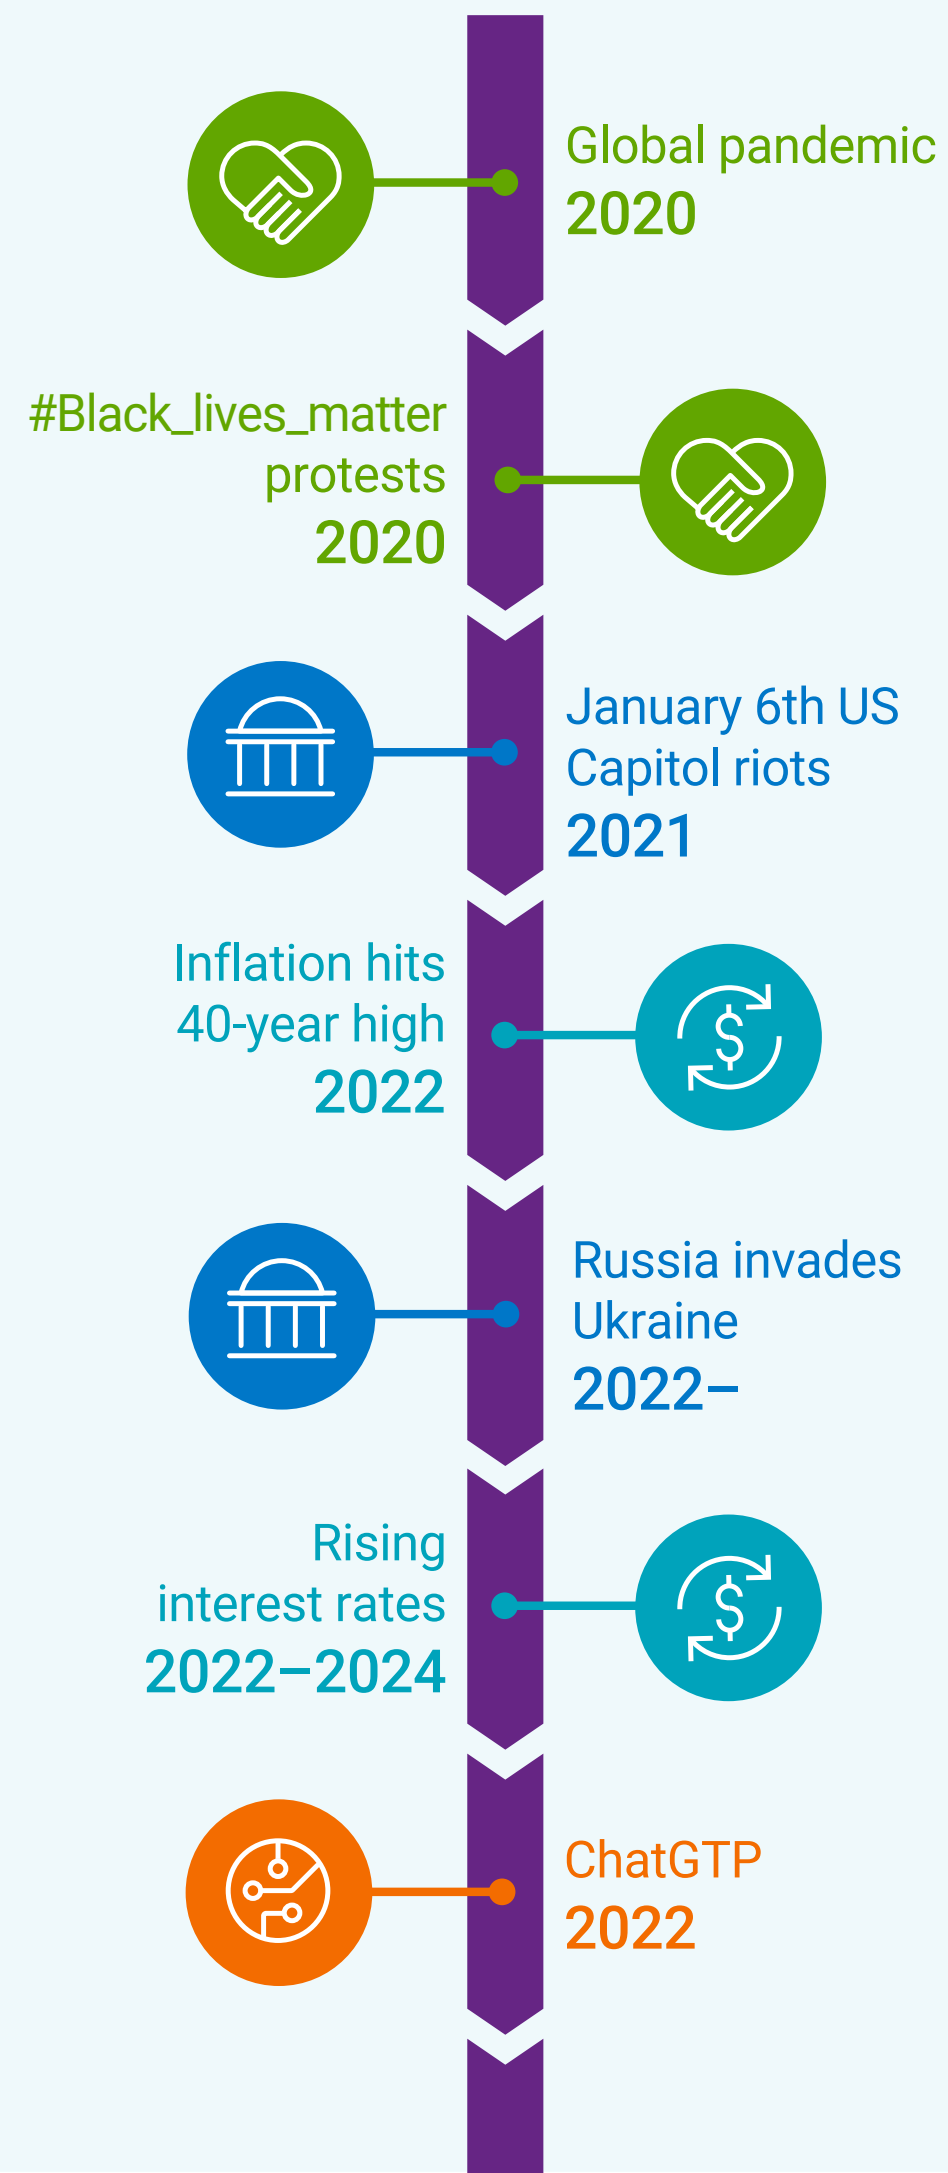 Global pandemic
2020
#Black_lives_matter
protests
2020
January 6th US
Capitol riots
2021
Inflation hits
40-year high
2022
Russia invades
Ukraine
2022–
Rising
interest rates
2022–2024
ChatGTP
2022